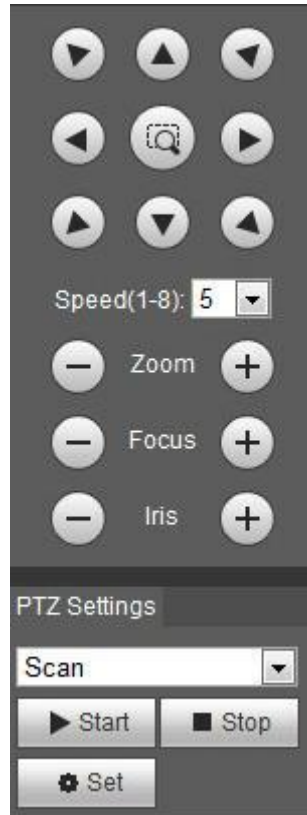 Speed(1-8): 5
Zoom
Focus
Iris
PTZ Settings
Scan
Start Stop
Set